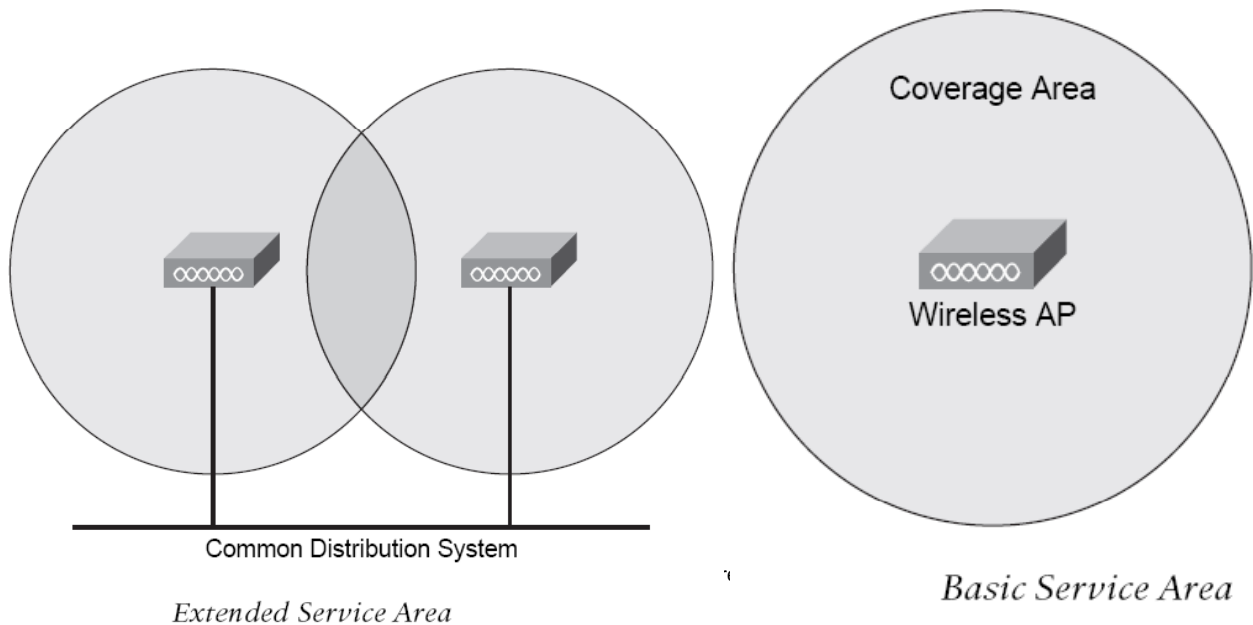 Common Distribution System
Extended Service Area
Coverage Area
Wireless AP
Basic Service Area